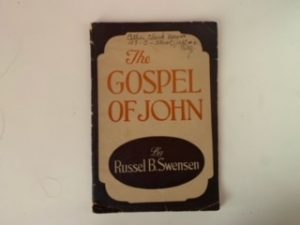 The
GOSPEL
OF JOHN
By
Russel B. Swensen